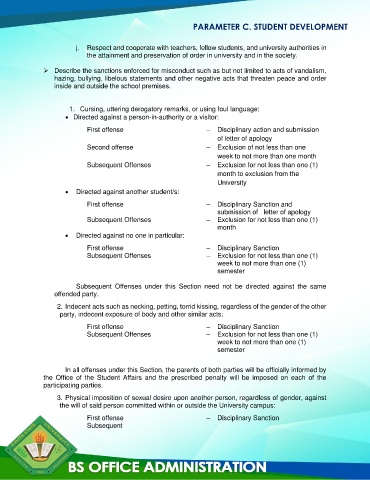 PARAMETER C. STUDENT DEVELOPMENT
j. Respect and cooperate with teachers, fellow students, and university authorities in
the attainment and preservation of order in university and in the society.
➢ Describe the sanctions enforced for misconduct such as but not limited to acts of vandalism,
hazing, bullying, libelous statements and other negative acts that threaten peace and order
inside and outside the school premises.
1. Cursing, uttering derogatory remarks, or using foul language:
• Directed against a person-in-authority or a visitor:
First offense – Disciplinary action and submission
of letter of apology
Second offense – Exclusion of not less than one
week to not more than one month
Subsequent Offenses – Exclusion for not less than one (1)
month to exclusion from the
University
• Directed against another student/s:
First offense – Disciplinary Sanction and
submission of letter of apology
Subsequent Offenses – Exclusion for not less than one (1)
month
• Directed against no one in particular:
First offense – Disciplinary Sanction
Subsequent Offenses – Exclusion for not less than one (1)
week to not more than one (1)
semester
Subsequent Offenses under this Section need not be directed against the same
offended party.
2. Indecent acts such as necking, petting, torrid kissing, regardless of the gender of the other
party, indecent exposure of body and other similar acts:
First offense – Disciplinary Sanction
Subsequent Offenses – Exclusion for not less than one (1)
week to not more than one (1)
semester
In all offenses under this Section, the parents of both parties will be officially informed by
the Office of the Student Affairs and the prescribed penalty will be imposed on each of the
participating parties.
3. Physical imposition of sexual desire upon another person, regardless of gender, against
the will of said person committed within or outside the University campus:
First offense – Disciplinary Sanction
Subsequent
BS OFFICE ADMINISTRATION